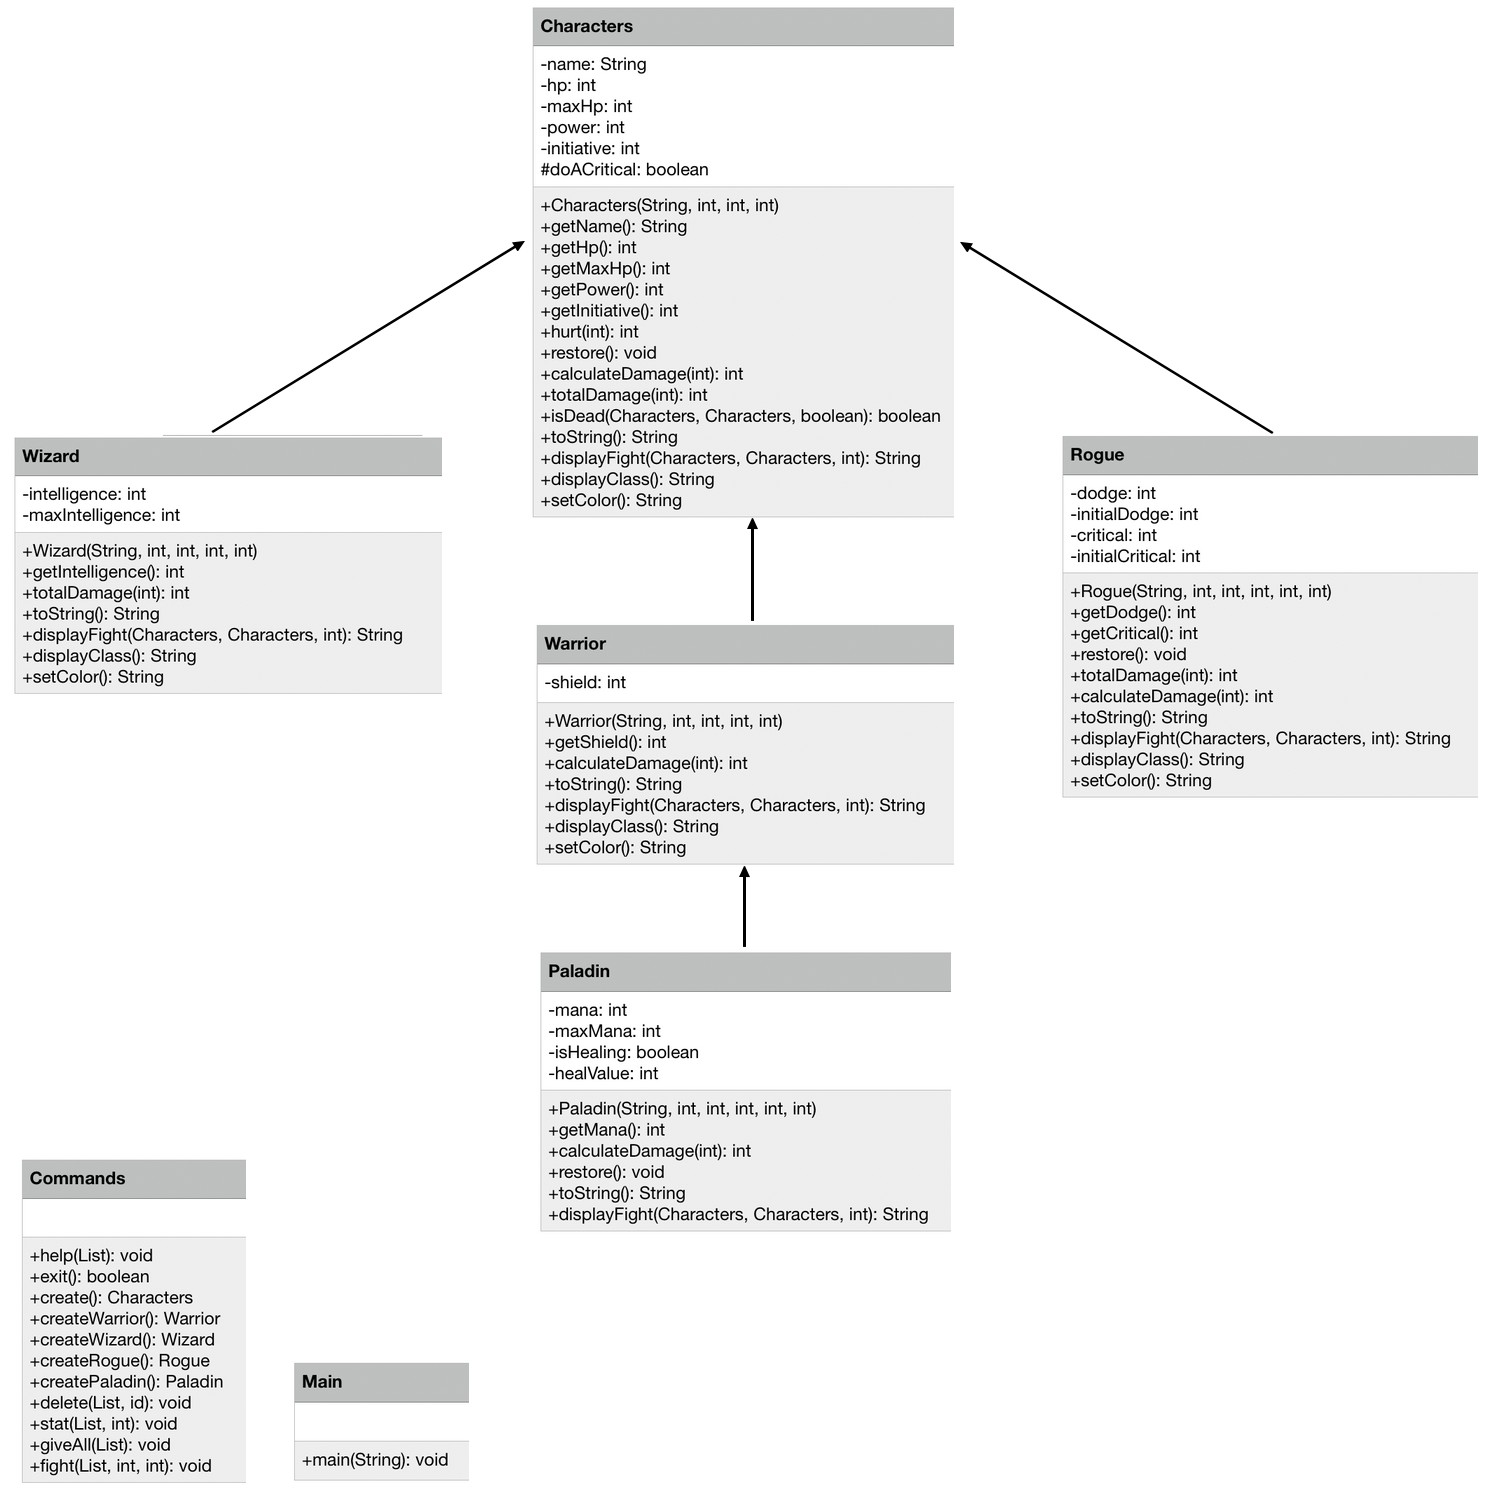 Characters
-name: String
-hp: int
-maxHp: int
-power: int
-initiative: int
#doACritical: boolean
+Characters(String, int, int, int)
+getName(): String
+getHp(): int
+getMaxHp(): int
+getPower(): int
+getInitiative(): int
+hurt(int): int
+restore(): void
+calculateDamage(int): int
+totalDamage(int): int
+isDead(Characters, Characters, boolean): boolean
+toString(): String
+displayFight(Characters, Characters, int): String
+displayClass(): String
+setColor(): String
Wizard
-intelligence: int
-maxIntelligence: int
+Wizard(String, int, int, int, int)
+getIntelligence(): int
+totalDamage(int): int
+toString(): String
+displayFight(Characters, Characters, int): String
+displayClass(): String
+setColor(): String
Rogue
-dodge: int
-initialDodge: int
-critical: int
-initialCritical: int
+Rogue(String, int, int, int, int, int)
+getDodge(): int
+getCritical(): int
+restore(): void
+totalDamage(int): int
+calculateDamage(int): int
+toString(): String
+displayFight(Characters, Characters, int): String
+displayClass(): String
+setColor(): String
Warrior
-shield: int
+Warrior(String, int, int, int, int)
+getShield(): int
+calculateDamage(int): int
+toString(): String
+displayFight(Characters, Characters, int): String
+displayClass(): String
+setColor(): String
Paladin
-mana: int
-maxMana: int
-isHealing: boolean
-healValue: int
+Paladin(String, int, int, int, int, int)
+getMana(): int
+calculateDamage(int): int
+restore(): void
+toString(): String
+displayFight(Characters, Characters, int): String
Commands
+help(List): void
+exit(): boolean
+create(): Characters
+createWarrior(): Warrior
+createWizard(): Wizard
+createRogue(): Rogue
+createPaladin(): Paladin
+delete(List, id): void
+stat(List, int): void
+giveAll(List): void
+fight(List, int, int): void
Main
+main(String): void